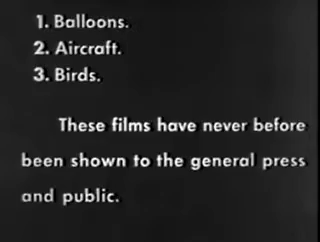 1. Balloons.
2. Aircraft.
3. Birds.
These films have never before
been shown to the general press
and public.